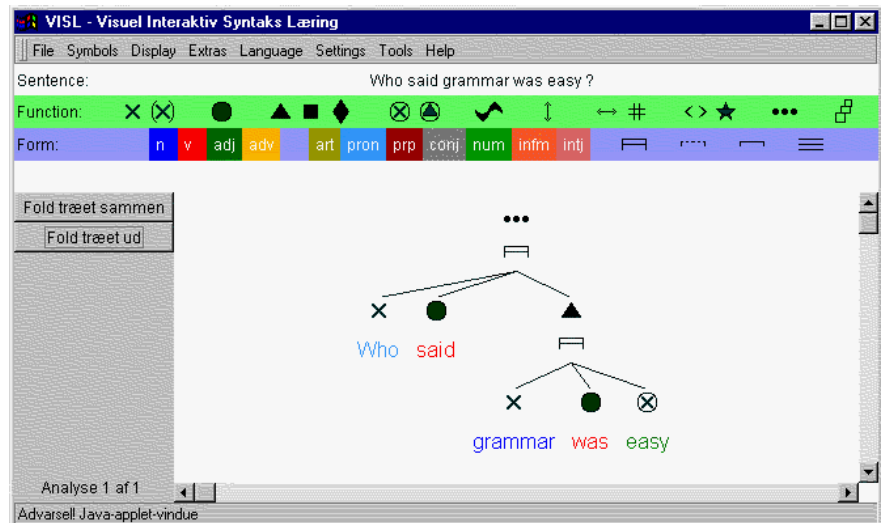 VISL - Visuel Interaktiv Syntaks Læring
File Symbols Display Extras Language Settings Tools Help
Sentence: Who said grammar was easy ?
Function:
Form: n v adj adv art pron prp conj num infm intj
Fold træet sammen
Fold træet ud
Who said
grammar was easy
Analyse 1 af 1
Advarsel! Java-applet-vindue